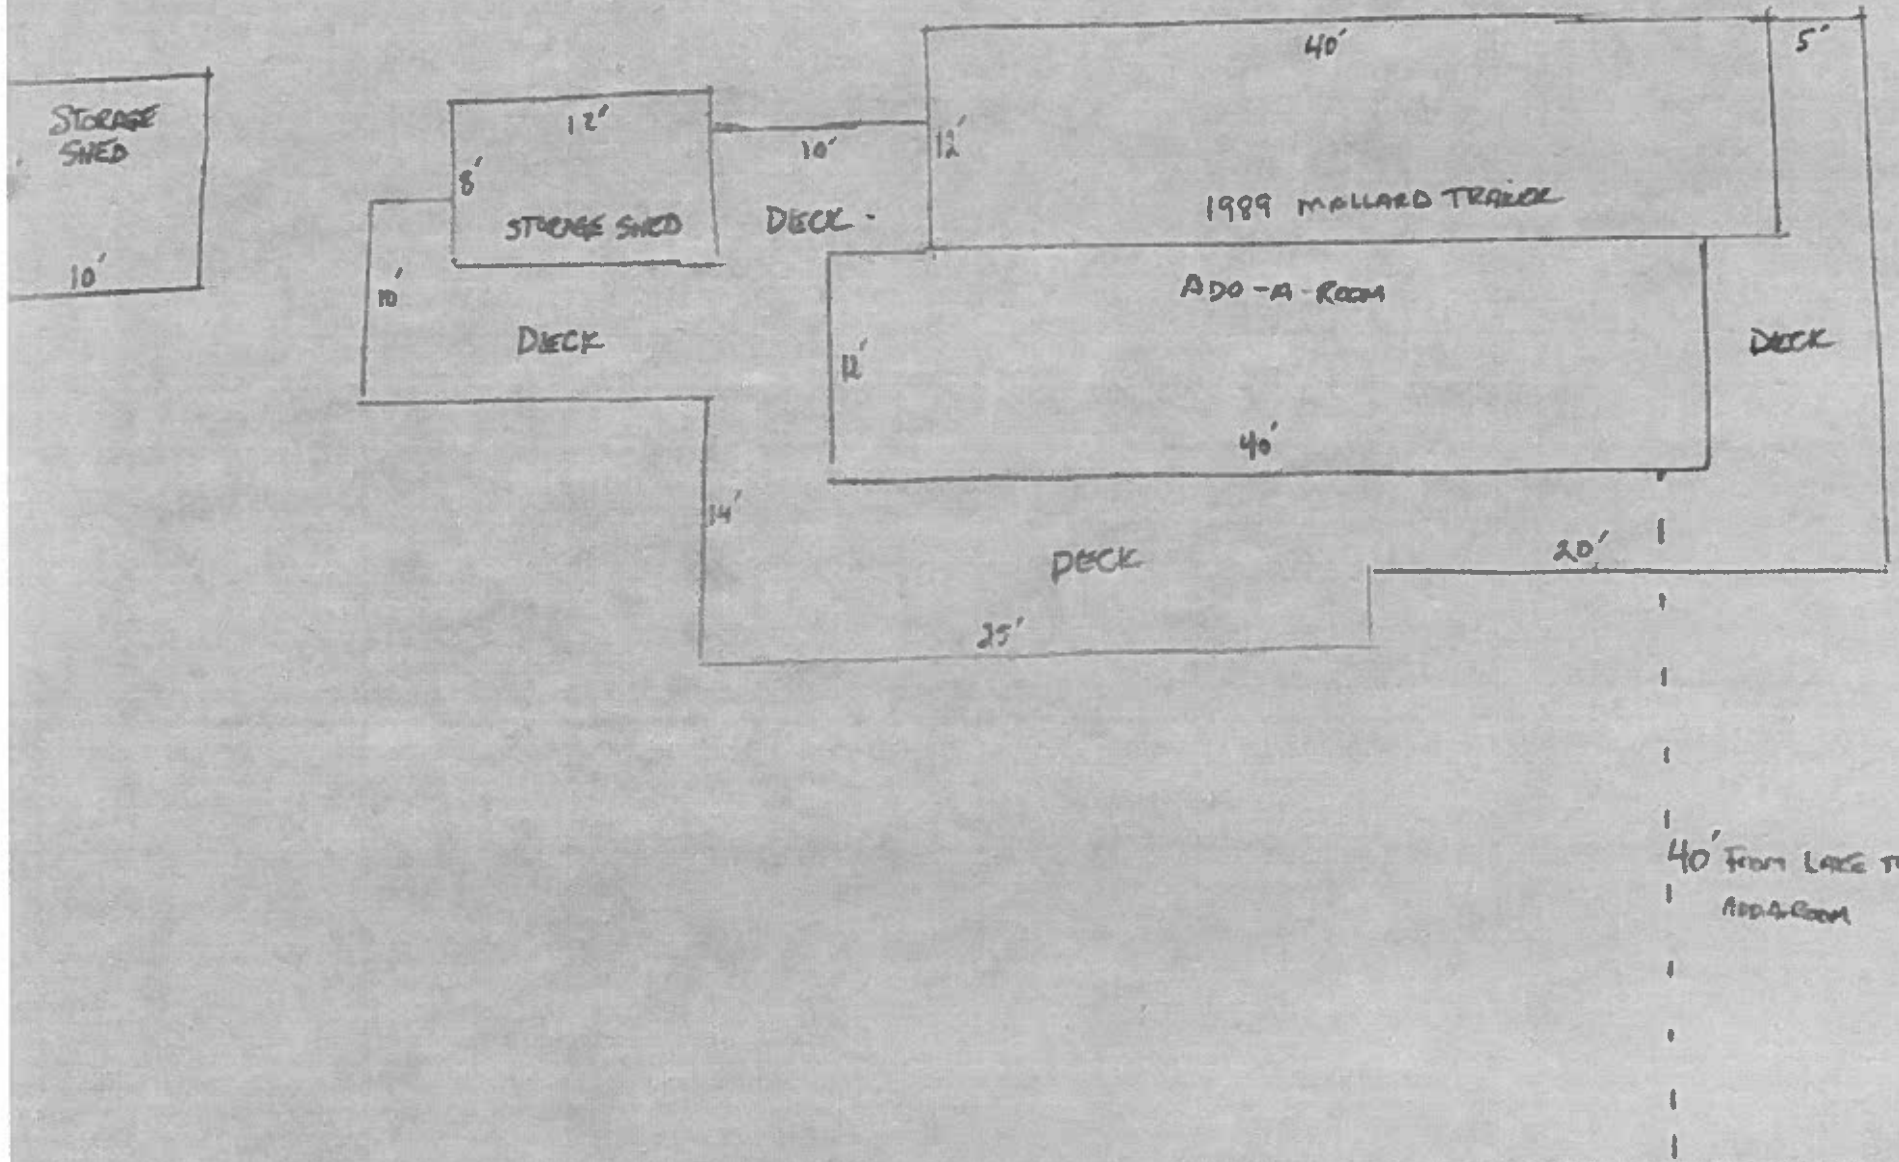 40'
5'
STORAGE
SHED
12'
10'
12'
8'
STORAGE SHED
DECK
1989 MALLARD TRAILER
10'
10'
ADD-A-ROOM
DECK
12'
DECK
40'
14'
DECK
20'
25'
40' FROM LAKE TO
ADD-A-ROOM